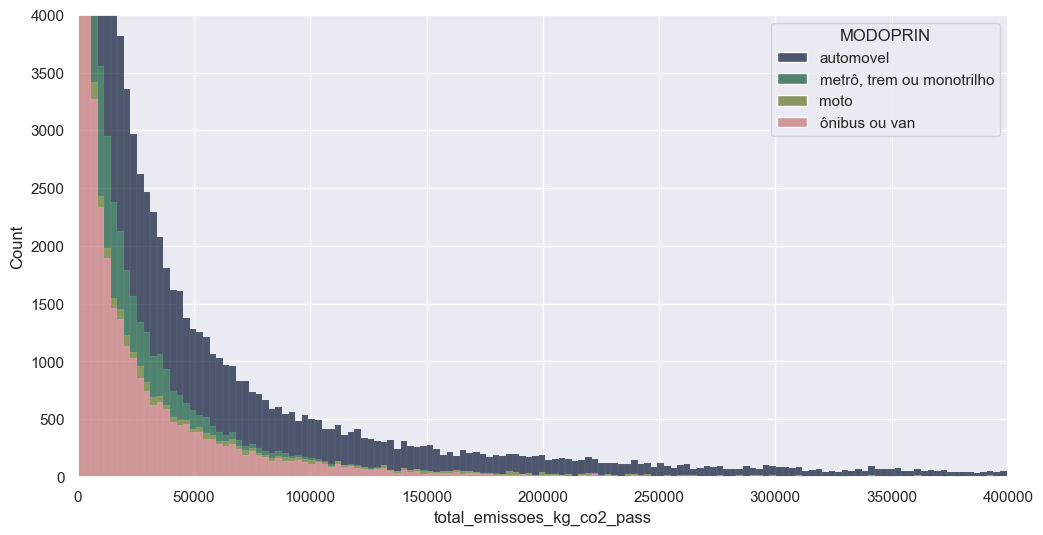 4000
3500
3000
2500
2000
1500
1000
500
0
Count
MODOPRIN
automovel
metrô, trem ou monotrilho
moto
ônibus ou van
0 50000 100000 150000 200000 250000 300000 350000 400000
total_emissoes_kg_co2_pass